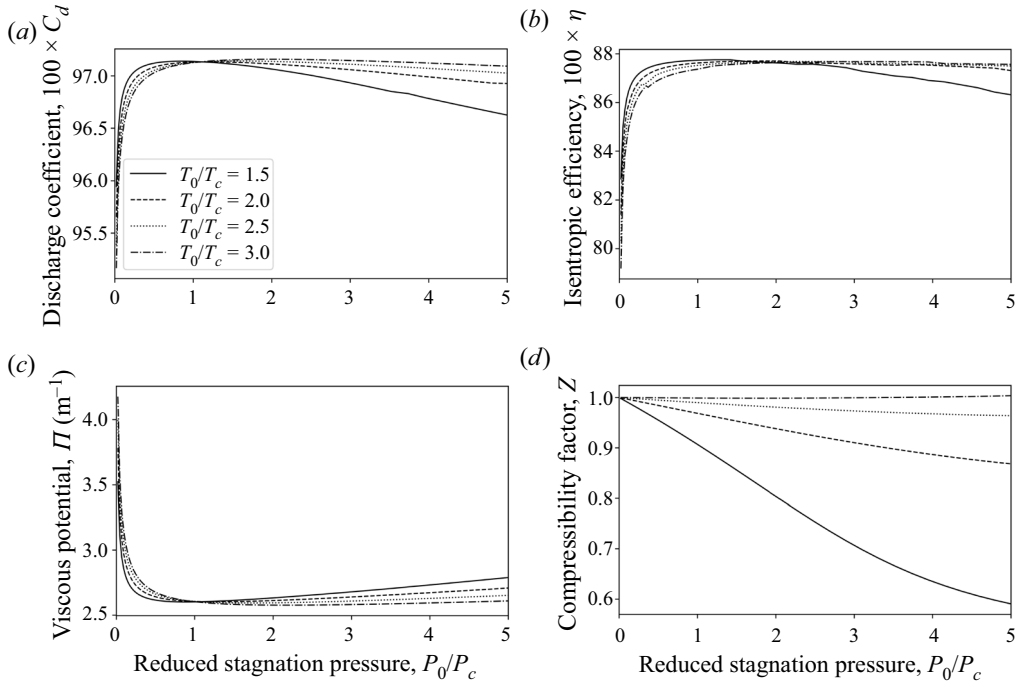 (a)
Discharge coefficient, 100 × C_d
97.0
96.5
96.0
95.5
T_0/T_c = 1.5
T_0/T_c = 2.0
T_0/T_c = 2.5
T_0/T_c = 3.0
0 1 2 3 4 5
(b)
Isentropic efficiency, 100 × η
88
86
84
82
80
0 1 2 3 4 5
(c)
Viscous potential, Π (m⁻¹)
4.0
3.5
3.0
2.5
0 1 2 3 4 5
Reduced stagnation pressure, P_0/P_c
(d)
Compressibility factor, Z
1.0
0.9
0.8
0.7
0.6
0 1 2 3 4 5
Reduced stagnation pressure, P_0/P_c